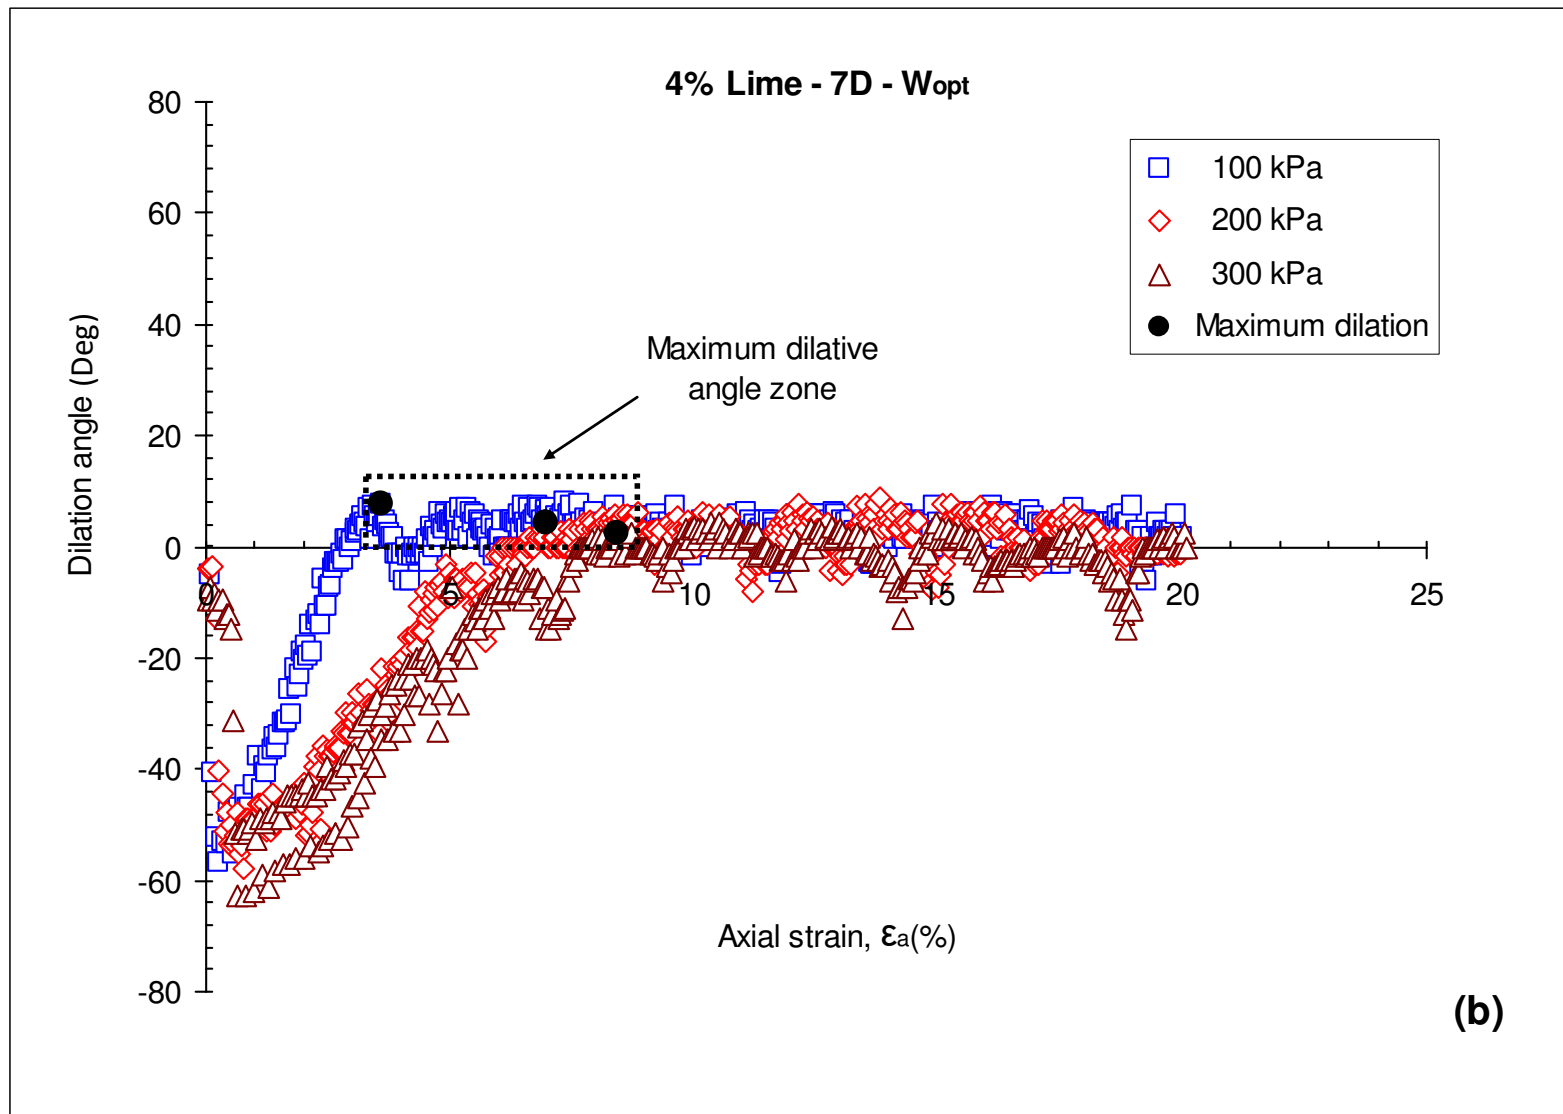 4% Lime - 7D - Wopt
80
60
40
20
0
-20
-40
-60
-80
Dilation angle (Deg)
100 kPa
200 kPa
300 kPa
Maximum dilation
Maximum dilative
angle zone
0
5
10
15
20
25
Axial strain, εa(%)
(b)